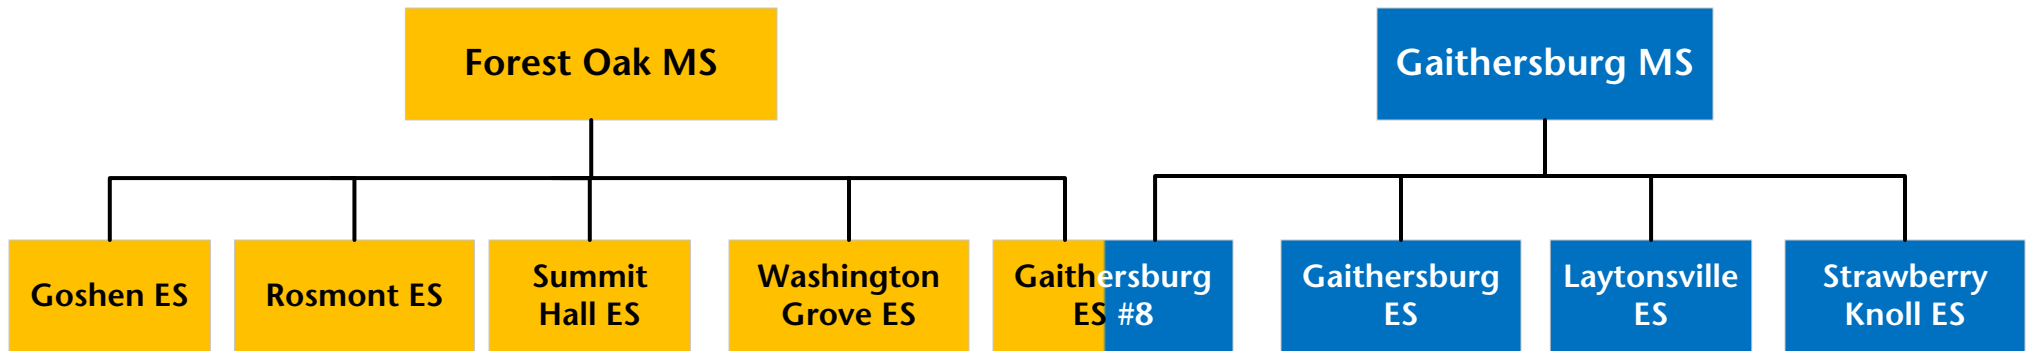 Forest Oak MS
Gaithersburg MS
Goshen ES
Rosmont ES
Summit
Hall ES
Washington
Grove ES
Gaithersburg
ES #8
Gaithersburg
ES
Laytonsville
ES
Strawberry
Knoll ES